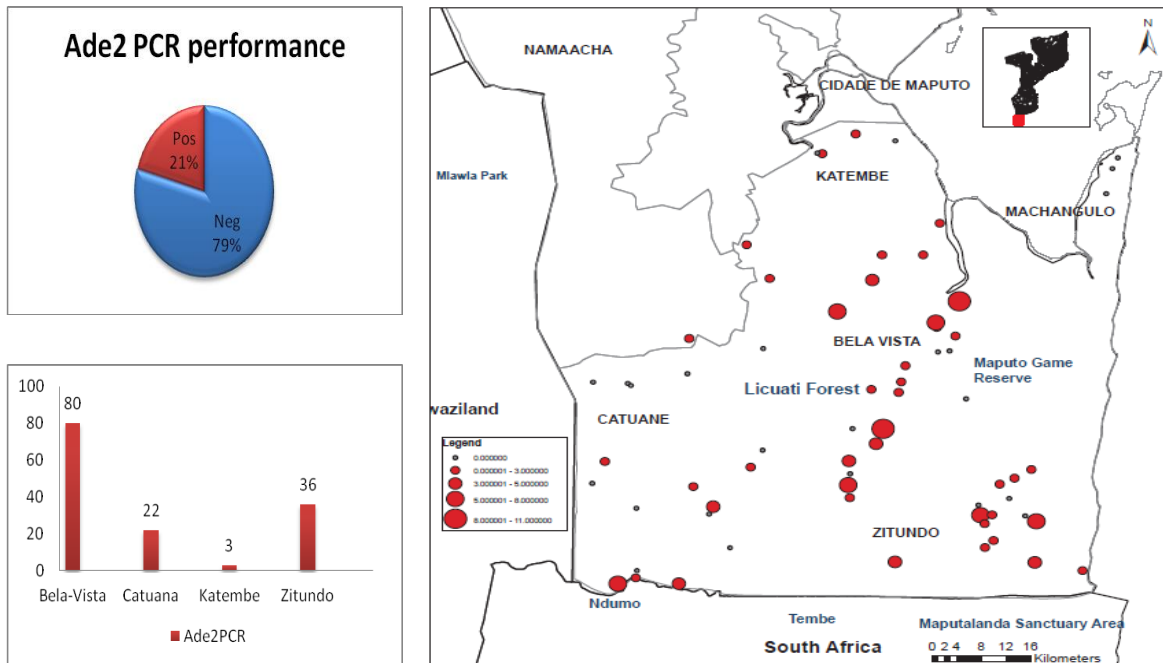 Ade2 PCR performance
Pos
21%
Neg
79%
100
80
60
40
20
0
80
22
3
36
Bela-Vista Catuana Katembe Zitundo
Ade2PCR
N
NAMAACHA
CIDADE DE MAPUTO
KATEMBE
Mlawla Park
MACHANGULO
BELA VISTA
Maputo Game
Reserve
Licuati Forest
waziland
CATUANE
Legend
0.000000
0.000001 - 3.000000
3.000001 - 5.000000
5.000001 - 8.000000
8.000001 - 11.000000
ZITUNDO
Ndumo
Tembe
Maputalanda Sanctuary Area
South Africa
0 2 4 8 12 16
Kilometers